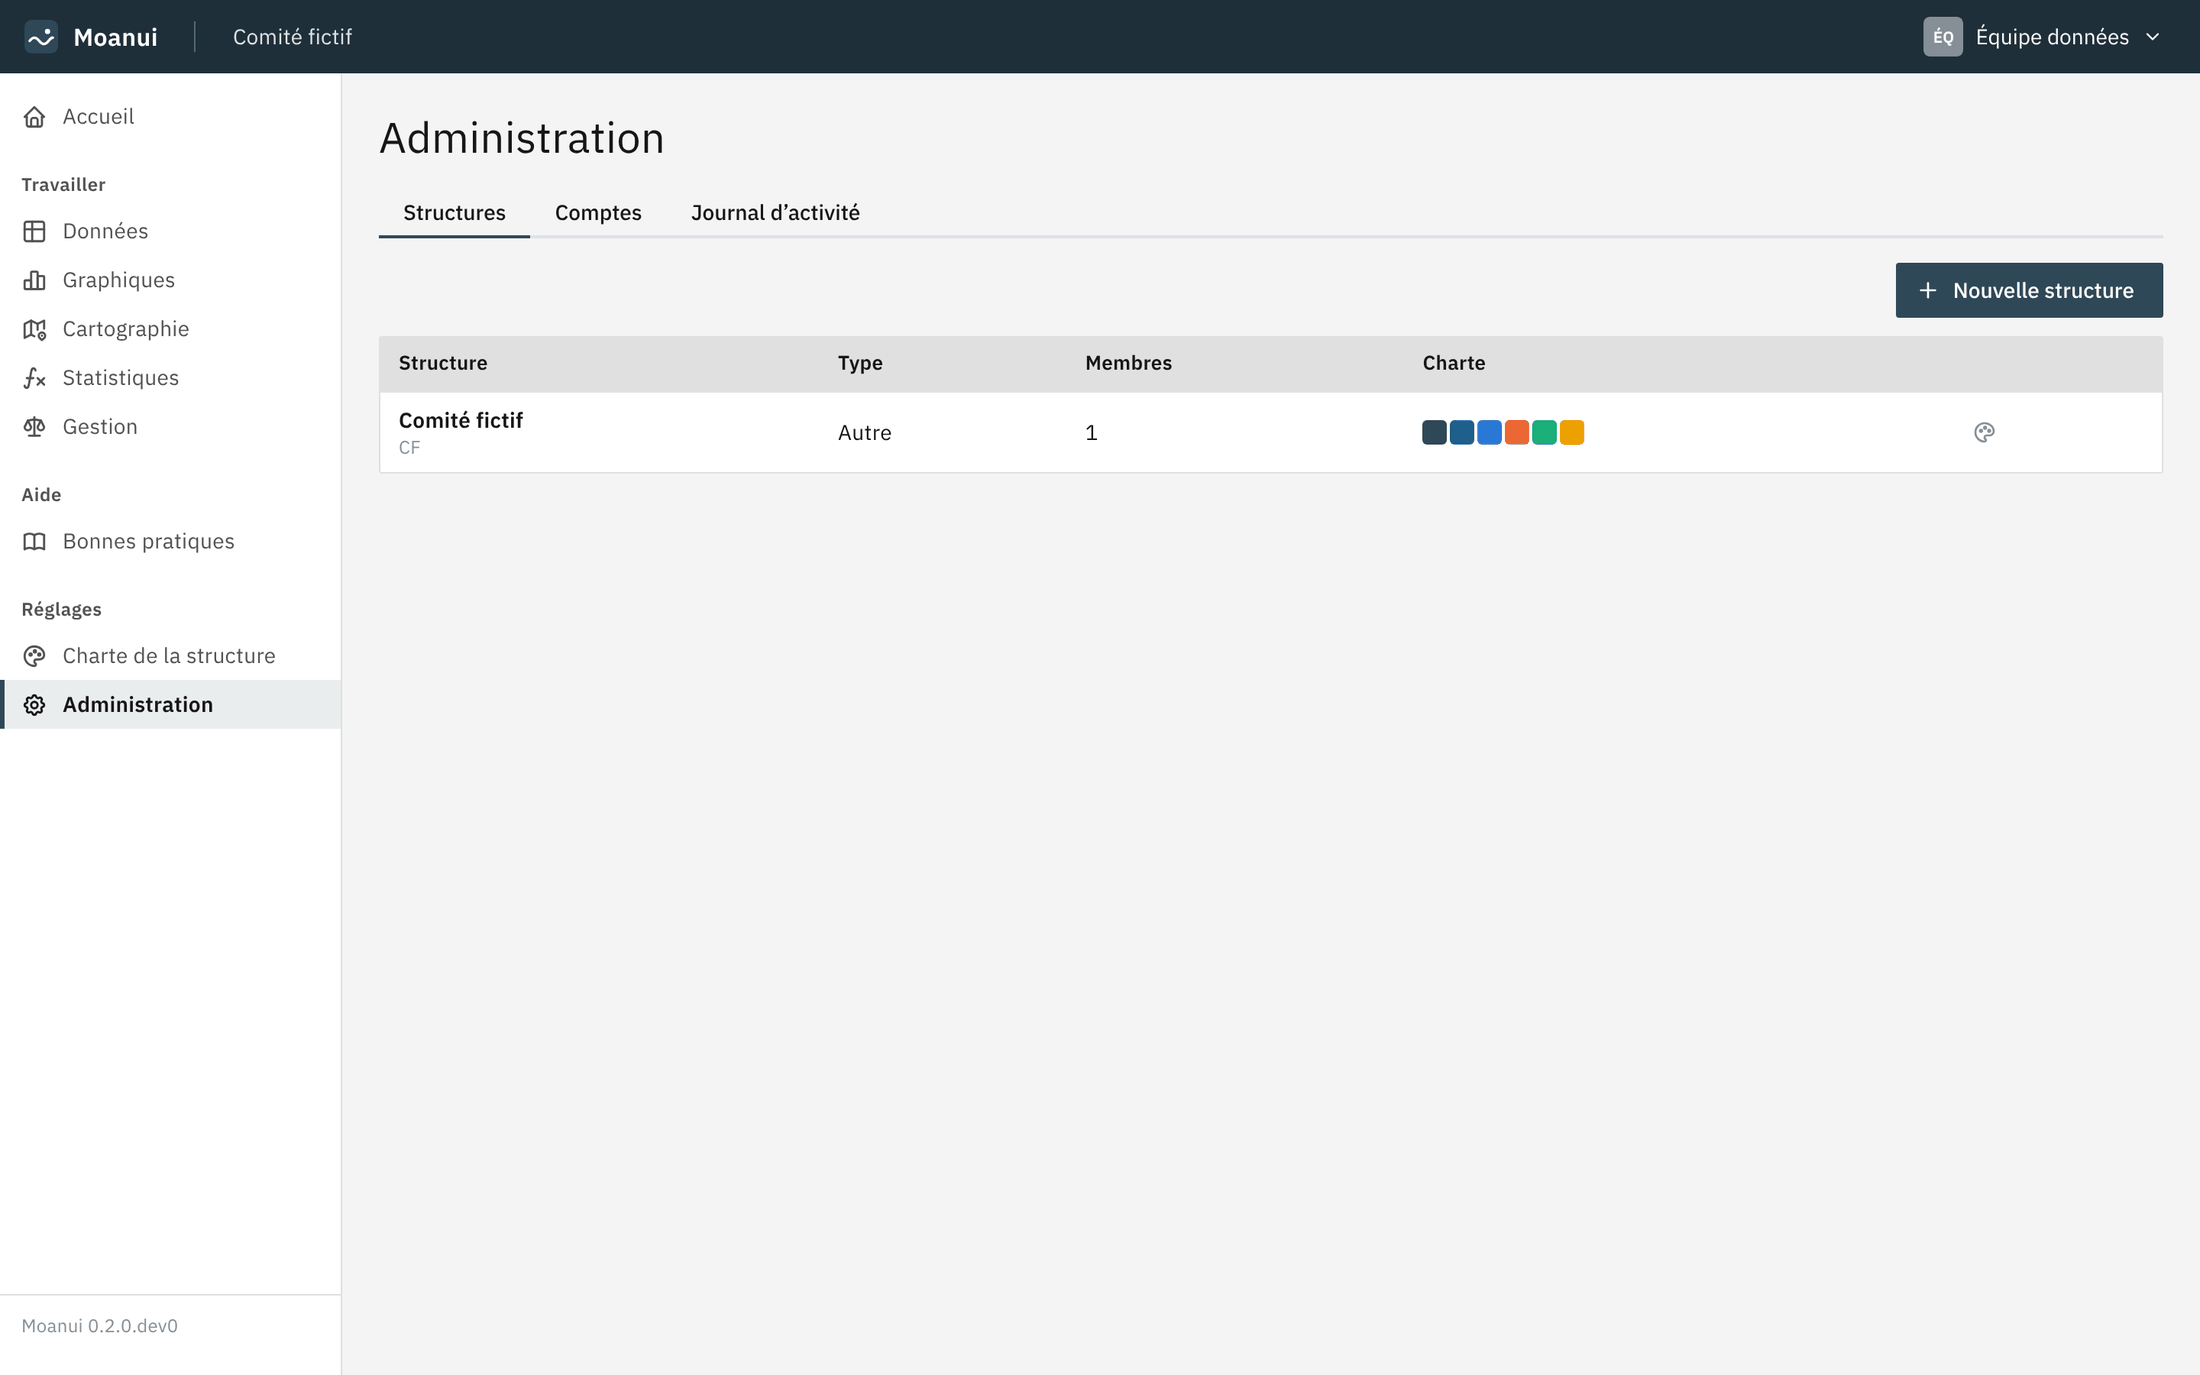 Moanui
Comité fictif
ÉQ
Équipe données
Accueil
Travailler
Données
Graphiques
Cartographie
Statistiques
Gestion
Aide
Bonnes pratiques
Réglages
Charte de la structure
Administration
Moanui 0.2.0.dev0
Administration
Structures
Comptes
Journal d’activité
+ Nouvelle structure
Structure
Type
Membres
Charte
Comité fictif
CF
Autre
1